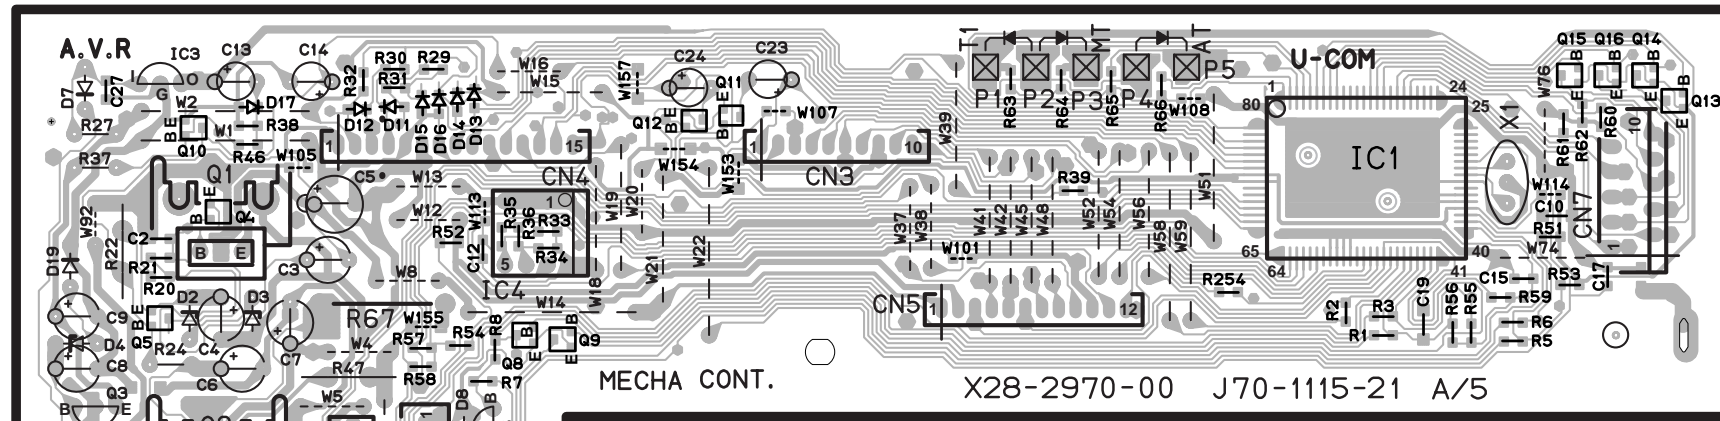 A.V.R
IC3
C13
C14
R30
R29
R31
R32
W16
W15
W157
C24
C23
Q11
T1
MT
AT
U-COM
Q15
Q16
Q14
D7
C27
I
O
G
W2
D17
R38
W1
R27
B
E
Q10
R46
W105
D12
D11
D15
D16
D14
D13
Q12
B
E
E
B
W107
W39
P1
R63
P2
R64
P3
R65
P4
R66
P5
W108
1
24
80
25
X1
W76
B
E
Q13
R61
R62
R60
10
R37
Q1
1
15
CN4
W154
W153
1
10
CN3
R39
IC1
C5
W13
W12
W113
R35
R36
R33
R34
1
5
IC4
W19
W20
W114
C10
R51
CN7
1
W92
R22
E
B
Q4
B
E
C2
R21
R20
C3
R52
C12
W8
W18
W21
W22
W37
W38
W101
W41
W42
W45
W48
W52
W54
W56
W58
W59
W51
65
64
40
41
W74
D19
C9
D4
C8
E
B
Q5
D2
D3
R24
C4
C7
C6
R67
W155
W14
R8
R54
R57
W4
R47
R58
B
E
Q8
B
E
Q9
R7
CN5
1
12
R254
R2
R3
R1
C19
R56
R55
C15
R53
C17
R59
R6
R5
Q3
B
E
W5
D8
1
MECHA CONT.
X28-2970-00 J70-1115-21 A/5